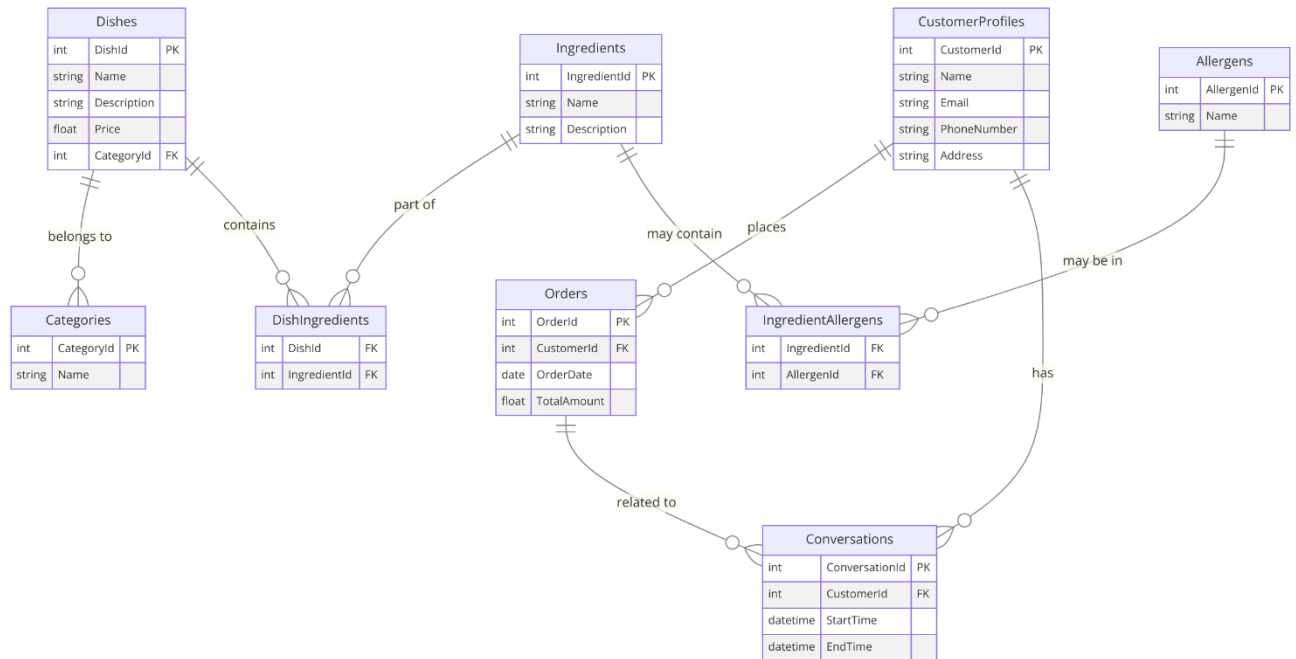 Dishes
int DishId PK
string Name
string Description
float Price
int CategoryId FK
Ingredients
int IngredientId PK
string Name
string Description
CustomerProfiles
int CustomerId PK
string Name
string Email
string PhoneNumber
string Address
Allergens
int AllergenId PK
string Name
belongs to
contains
part of
may contain
places
may be in
Categories
int CategoryId PK
string Name
DishIngredients
int DishId FK
int IngredientId FK
Orders
int OrderId PK
int CustomerId FK
date OrderDate
float TotalAmount
IngredientAllergens
int IngredientId FK
int AllergenId FK
has
related to
Conversations
int ConversationId PK
int CustomerId FK
datetime StartTime
datetime EndTime